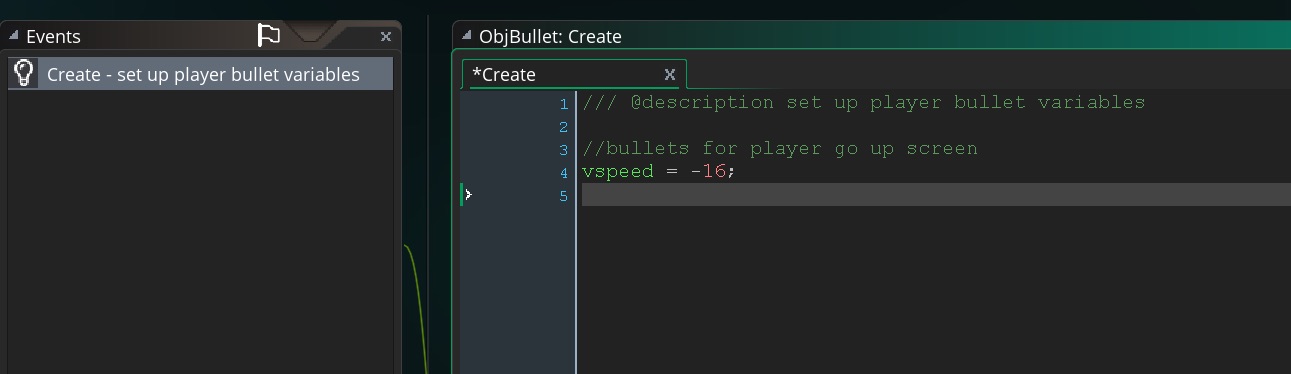 Events
x
Create - set up player bullet variables
ObjBullet: Create
*Create
X
1 /// @description set up player bullet variables
2
3 //bullets for player go up screen
4 vspeed = -16;
5